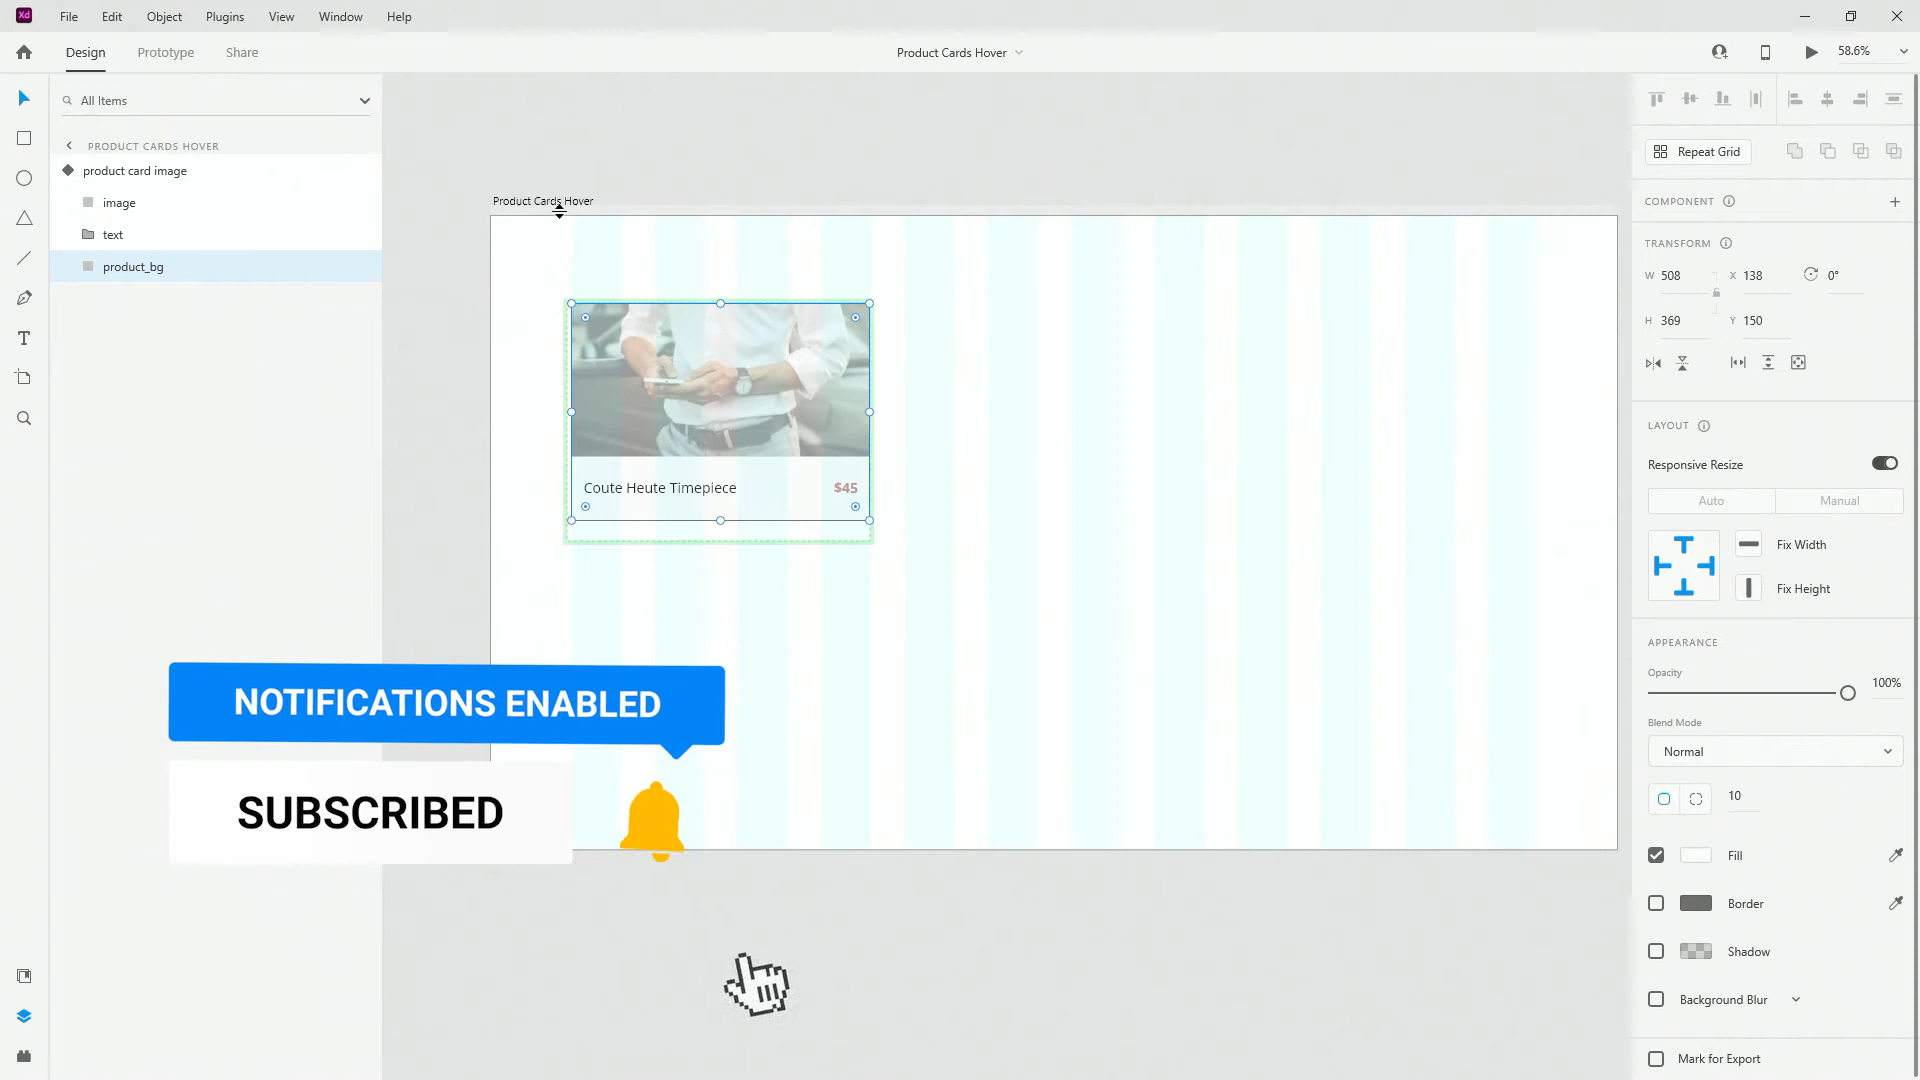 Xd File Edit Object Plugins View Window Help
Design Prototype Share Product Cards Hover 58.6%
All Items
PRODUCT CARDS HOVER
product card image
image
text
product_bg
Product Cards Hover
Coute Heute Timepiece $45
NOTIFICATIONS ENABLED
SUBSCRIBED
Repeat Grid
COMPONENT
TRANSFORM
W 508 X 138 0°
H 369 Y 150
LAYOUT
Responsive Resize
Auto Manual
Fix Width
Fix Height
APPEARANCE
Opacity
100%
Blend Mode
Normal
10
Fill
Border
Shadow
Background Blur
Mark for Export